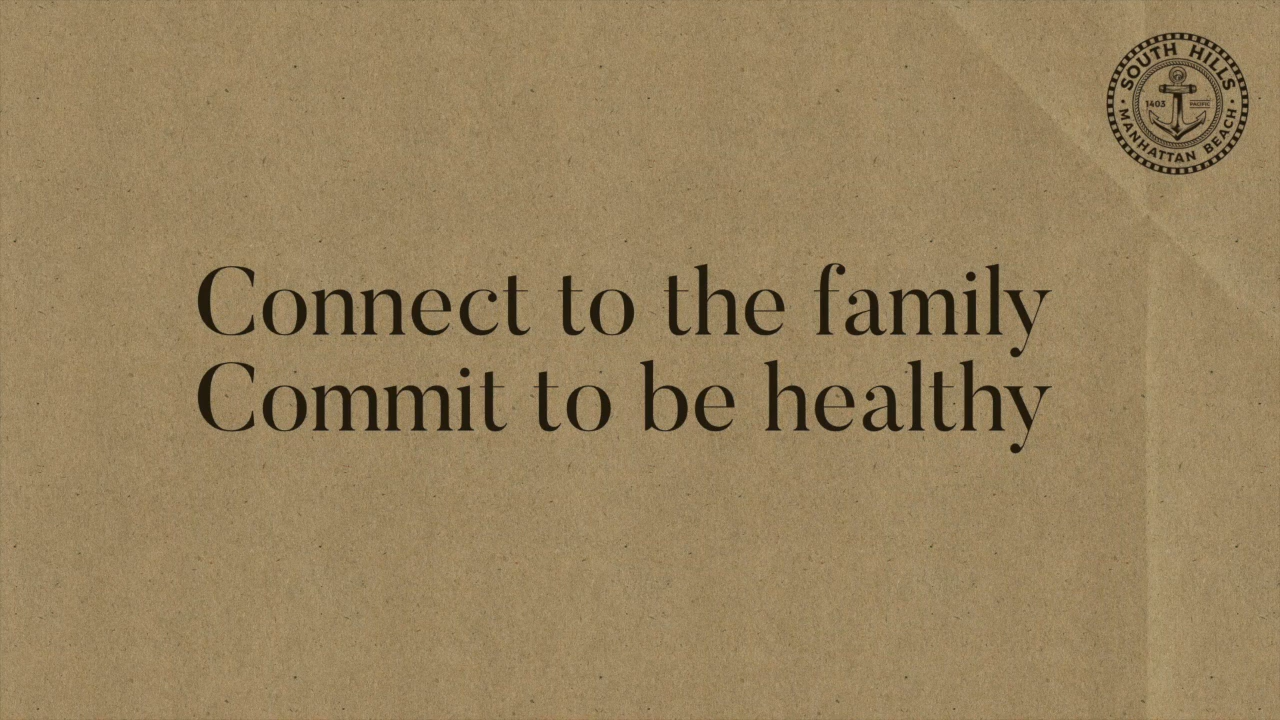 SOUTH HILLS
1403
PACIFIC
MANHATTAN BEACH
Connect to the family
Commit to be healthy